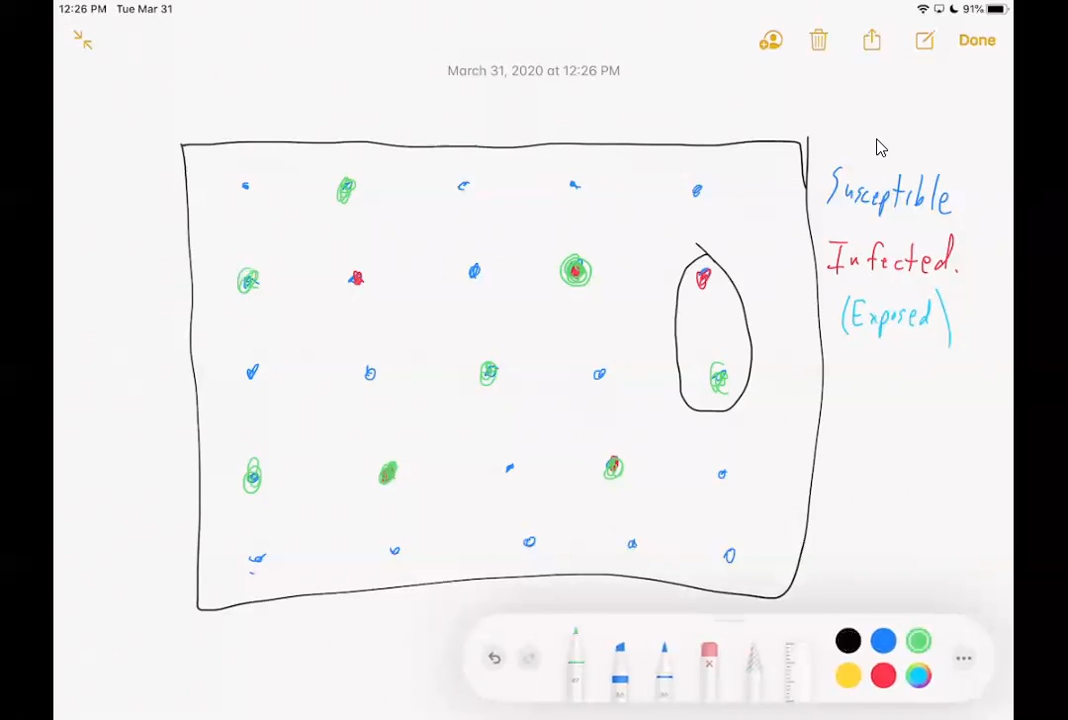 12:26 PM Tue Mar 31
91%
Done
March 31, 2020 at 12:26 PM
Susceptible
Infected.
(Exposed)